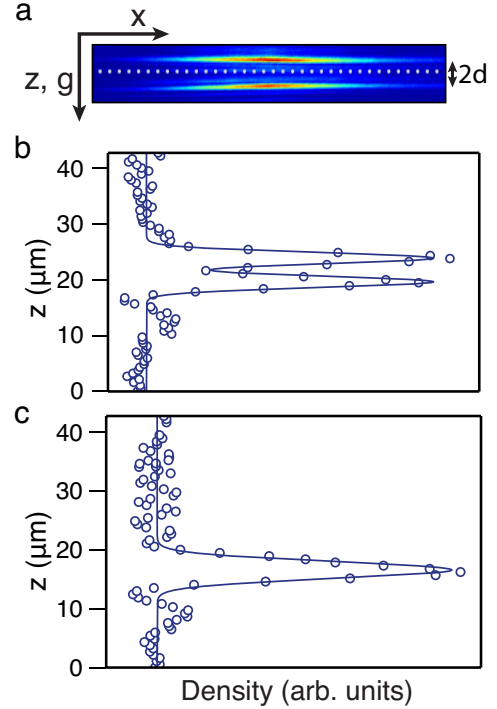 a
x
z, g
2d
b
40
30
20
10
0
z (μm)
c
40
30
20
10
0
z (μm)
Density (arb. units)